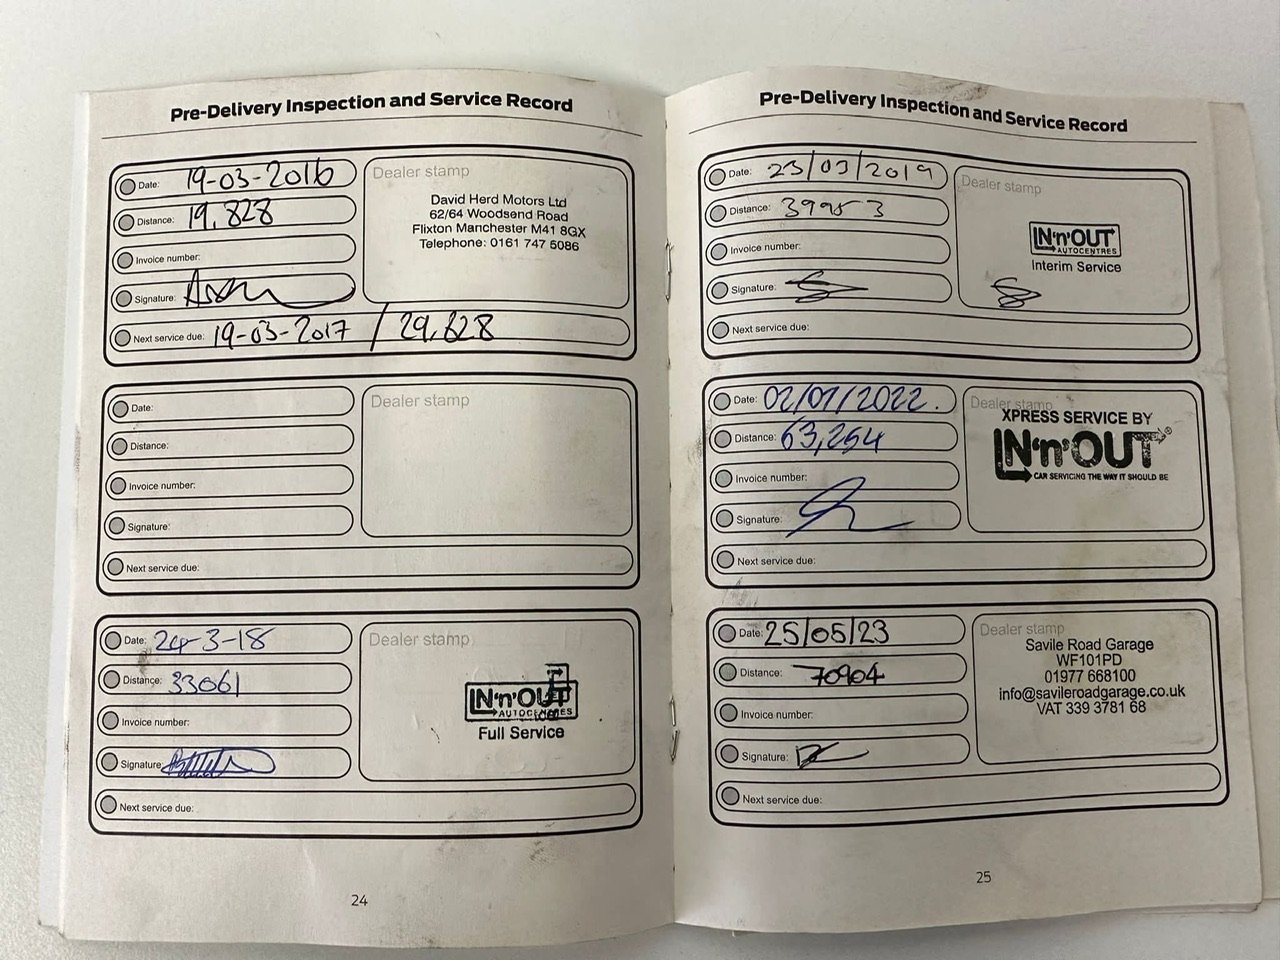 Pre-Delivery Inspection and Service Record
Date: 19-03-2016
Distance: 19,828
Invoice number:
Signature:
Next service due: 19-03-2017 / 29,828
Dealer stamp
David Herd Motors Ltd
62/64 Woodsend Road
Flixton Manchester M41 8GX
Telephone: 0161 747 5086
Date:
Distance:
Invoice number:
Signature:
Next service due:
Dealer stamp
Date: 24-3-18
Distance: 33061
Invoice number:
Signature:
Next service due:
Dealer stamp
IN'n'OUT
AUTOCENTRES
Full Service
24
Pre-Delivery Inspection and Service Record
Date: 23/03/2019
Distance: 39953
Invoice number:
Signature:
Next service due:
Dealer stamp
IN'n'OUT
AUTOCENTRES
Interim Service
Date: 02/07/2022.
Distance: 63,254
Invoice number:
Signature:
Next service due:
Dealer stamp
XPRESS SERVICE BY
IN'n'OUT®
CAR SERVICING THE WAY IT SHOULD BE
Date: 25/05/23
Distance: 70904
Invoice number:
Signature:
Next service due:
Dealer stamp
Savile Road Garage
WF101PD
01977 668100
info@savileroadgarage.co.uk
VAT 339 3781 68
25